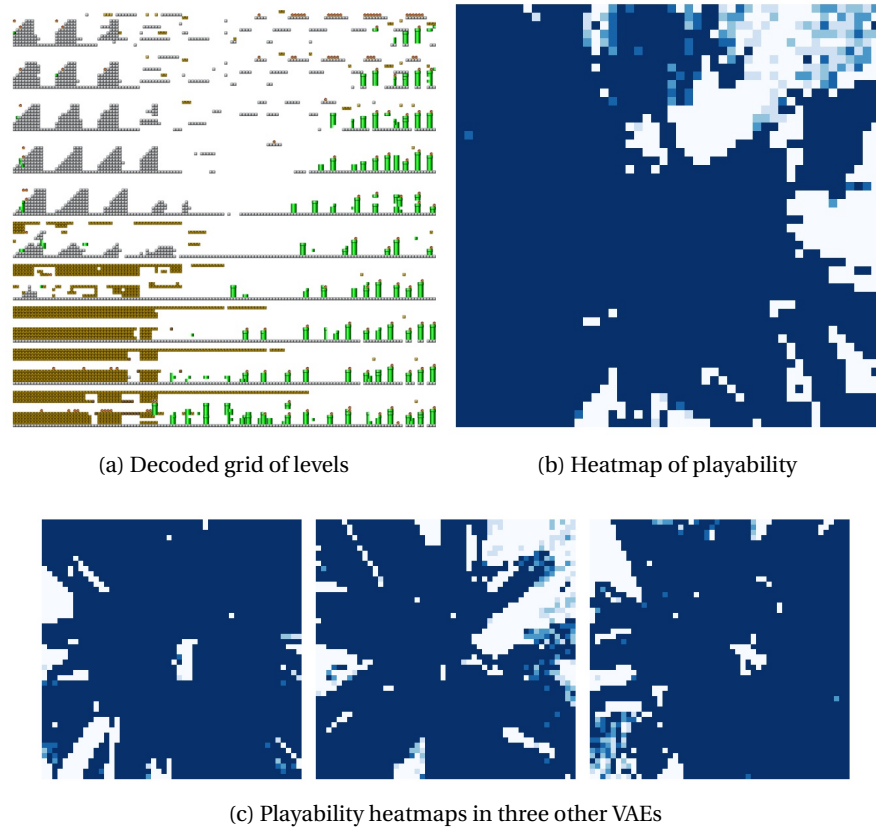 (a) Decoded grid of levels
(b) Heatmap of playability
(c) Playability heatmaps in three other VAEs